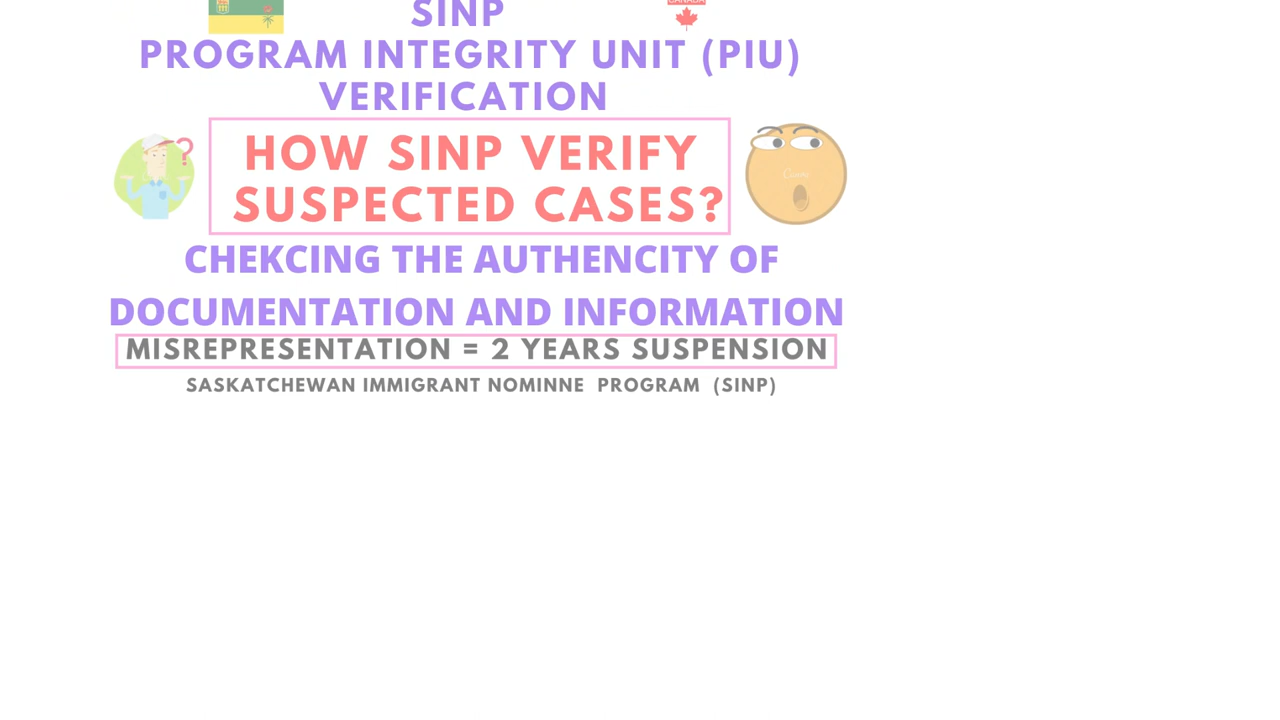 SINP
CANADA
PROGRAM INTEGRITY UNIT (PIU)
VERIFICATION
HOW SINP VERIFY
SUSPECTED CASES?
CHEKCING THE AUTHENCITY OF
DOCUMENTATION AND INFORMATION
MISREPRESENTATION = 2 YEARS SUSPENSION
SASKATCHEWAN IMMIGRANT NOMINNE PROGRAM (SINP)